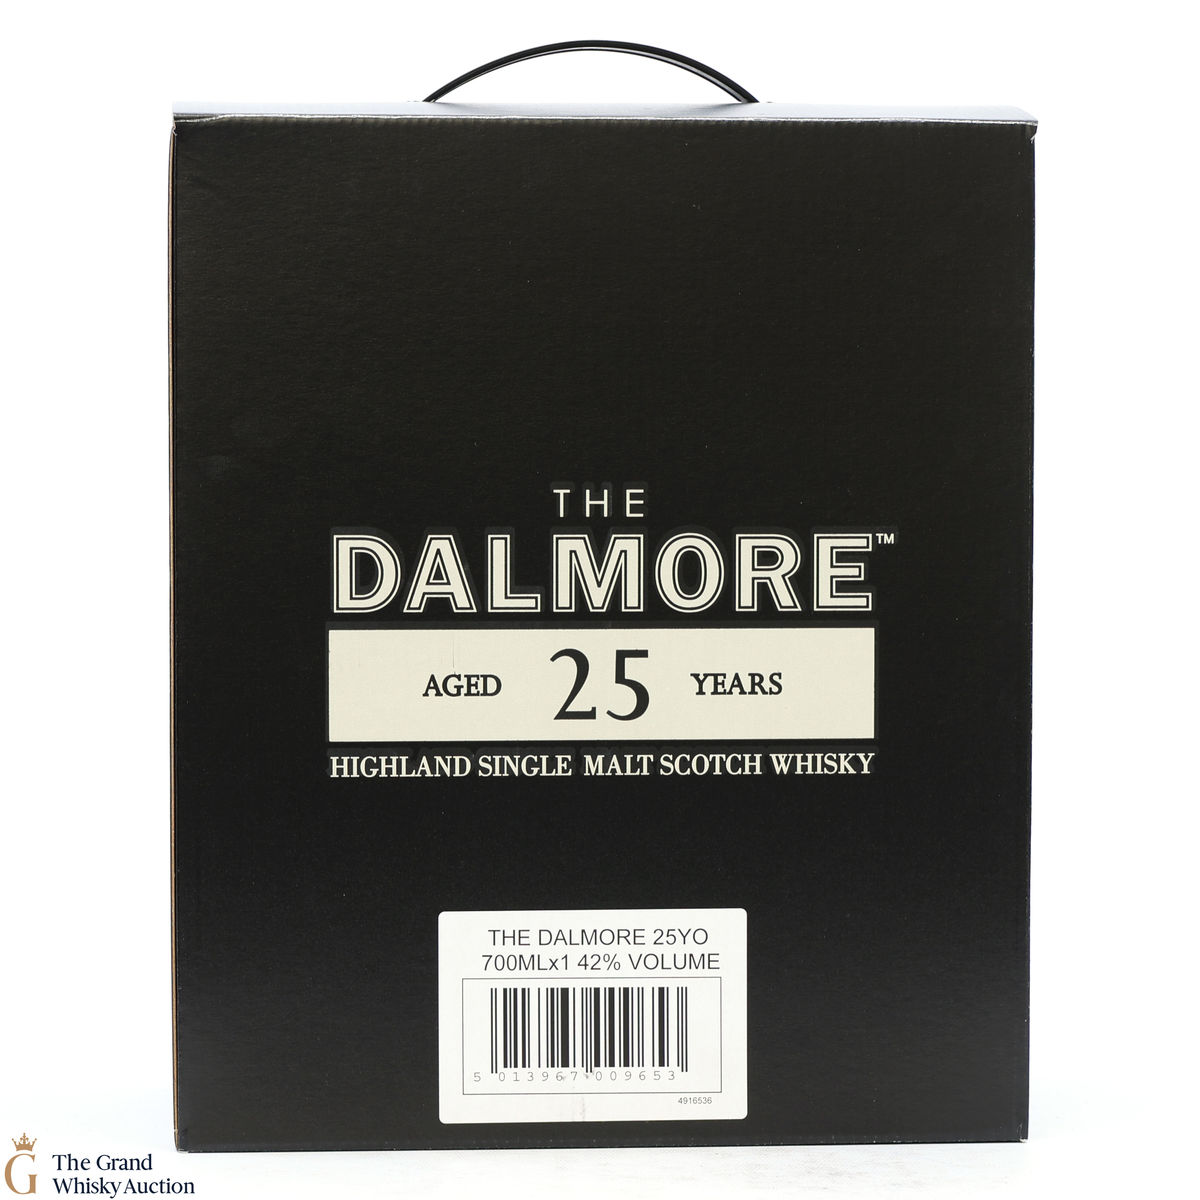 THE
DALMORE™
AGED 25 YEARS
HIGHLAND SINGLE MALT SCOTCH WHISKY
THE DALMORE 25YO
700MLx1 42% VOLUME
5 013967 009653
4916536
G The Grand
Whisky Auction